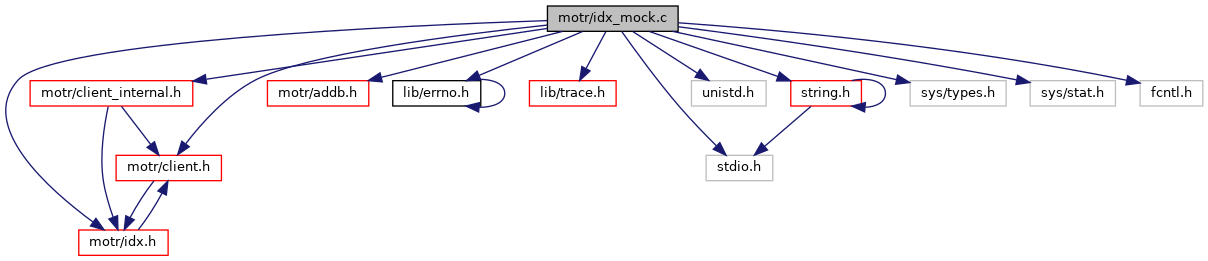 motr/idx_mock.c
motr/client_internal.h
motr/addb.h
lib/errno.h
lib/trace.h
unistd.h
string.h
sys/types.h
sys/stat.h
fcntl.h
motr/client.h
stdio.h
motr/idx.h